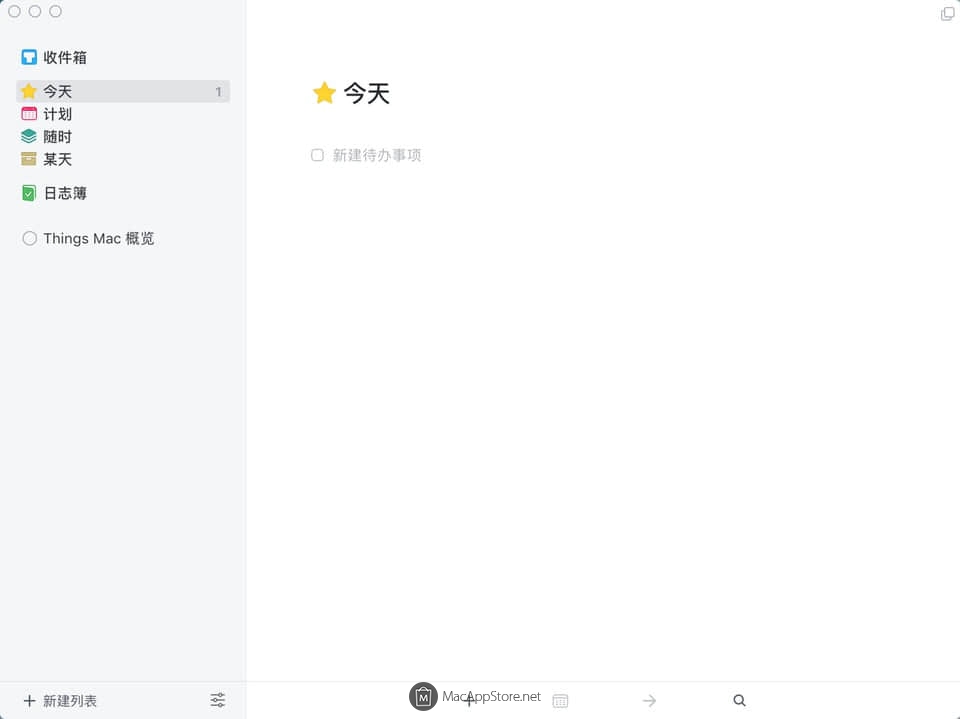 收件箱
今天 1
计划
随时
某天
日志簿
Things Mac 概览
今天
新建待办事项
新建列表
MacAppStore.net